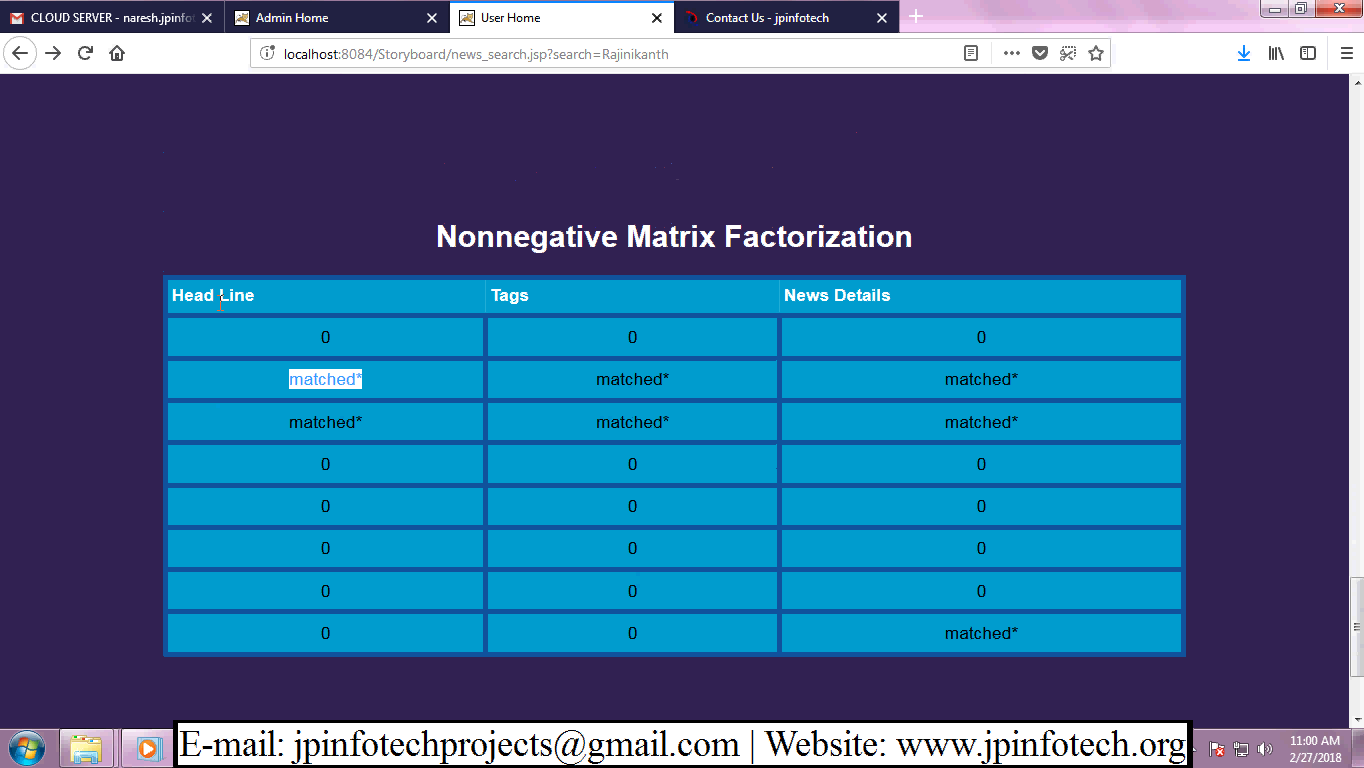 CLOUD SERVER - naresh.jpinfot
Admin Home
User Home
Contact Us - jpinfotech
localhost:8084/Storyboard/news_search.jsp?search=Rajinikanth
Nonnegative Matrix Factorization
Head Line Tags News Details
0 0 0
matched* matched* matched*
matched* matched* matched*
0 0 0
0 0 0
0 0 0
0 0 0
0 0 matched*
E-mail: jpinfotechprojects@gmail.com | Website: www.jpinfotech.org
11:00 AM
2/27/2018